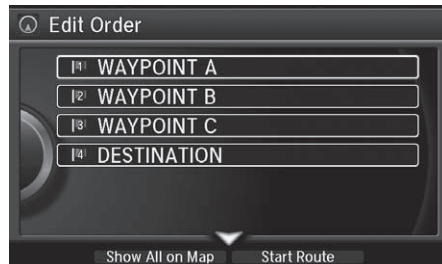 Edit Order
1 WAYPOINT A
2 WAYPOINT B
3 WAYPOINT C
4 DESTINATION
Show All on Map Start Route